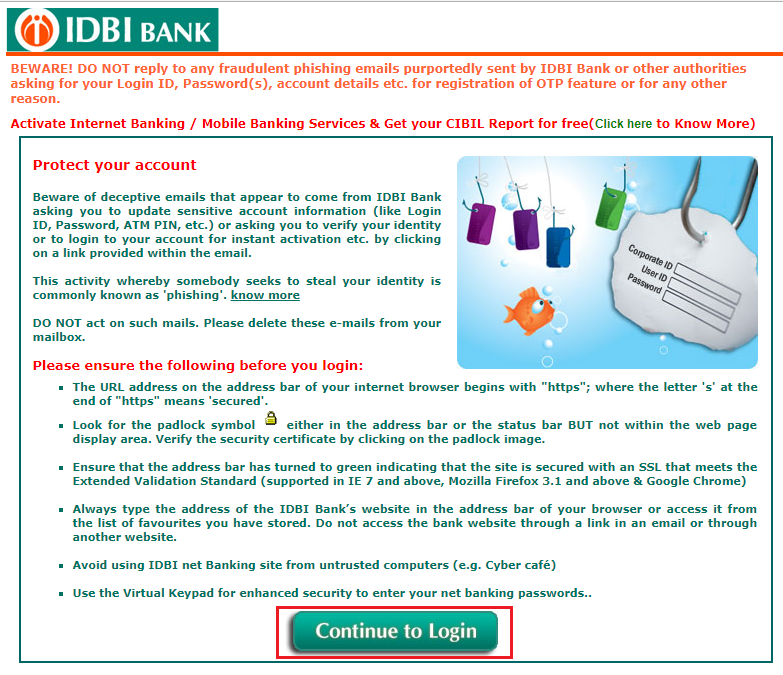 IDBI BANK
BEWARE! DO NOT reply to any fraudulent phishing emails purportedly sent by IDBI Bank or other authorities
asking for your Login ID, Password(s), account details etc. for registration of OTP feature or for any other
reason.
Activate Internet Banking / Mobile Banking Services & Get your CIBIL Report for free(Click here to Know More)
Protect your account
Beware of deceptive emails that appear to come from IDBI Bank
asking you to update sensitive account information (like Login
ID, Password, ATM PIN, etc.) or asking you to verify your identity
or to login to your account for instant activation etc. by clicking
on a link provided within the email.
This activity whereby somebody seeks to steal your identity is
commonly known as 'phishing'. know more
DO NOT act on such mails. Please delete these e-mails from your
mailbox.
Corporate ID
User ID
Password
Please ensure the following before you login:
The URL address on the address bar of your internet browser begins with "https"; where the letter 's' at the
end of "https" means 'secured'.
Look for the padlock symbol either in the address bar or the status bar BUT not within the web page
display area. Verify the security certificate by clicking on the padlock image.
Ensure that the address bar has turned to green indicating that the site is secured with an SSL that meets the
Extended Validation Standard (supported in IE 7 and above, Mozilla Firefox 3.1 and above & Google Chrome)
Always type the address of the IDBI Bank’s website in the address bar of your browser or access it from
the list of favourites you have stored. Do not access the bank website through a link in an email or through
another website.
Avoid using IDBI net Banking site from untrusted computers (e.g. Cyber café)
Use the Virtual Keypad for enhanced security to enter your net banking passwords..
Continue to Login